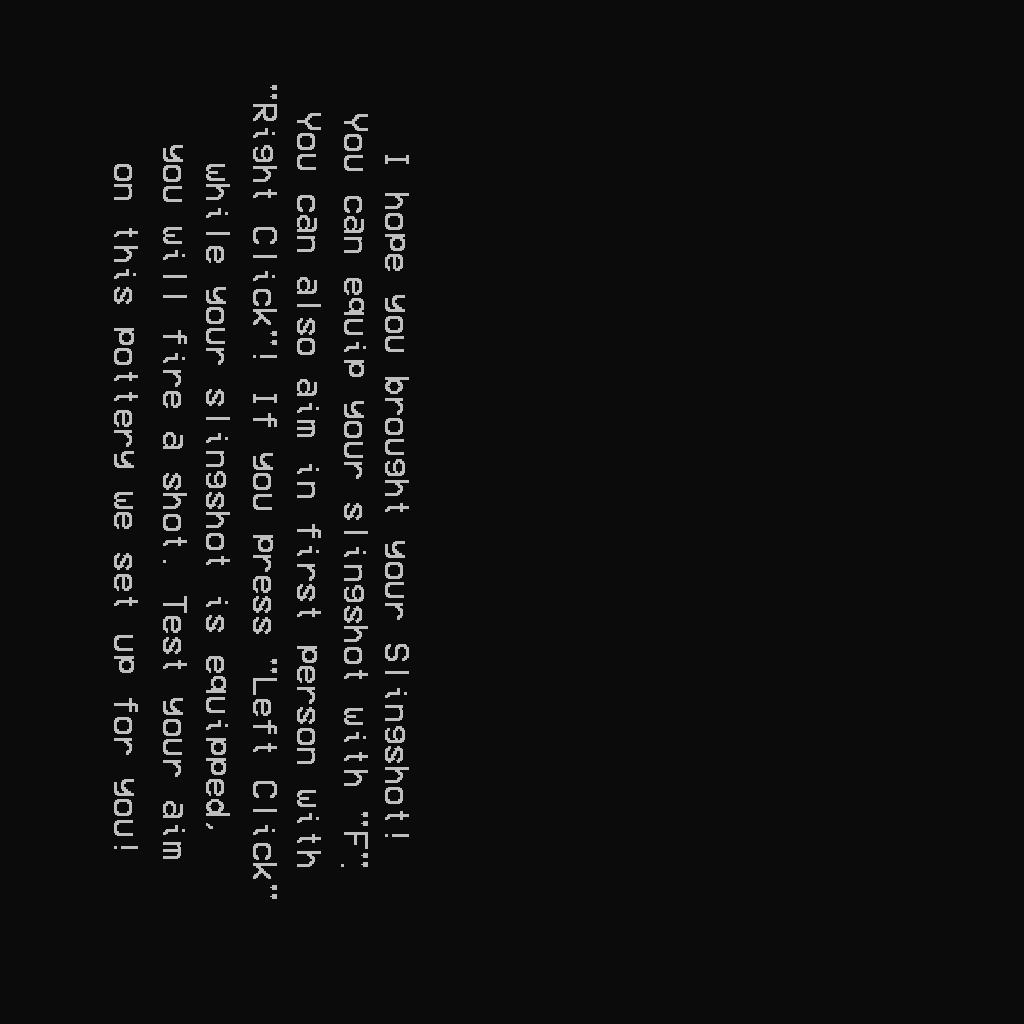 I hope you brought your Slingshot!
You can equip your slingshot with "F".
You can also aim in first person with
"Right Click"! If you press "Left Click"
while your slingshot is equipped,
you will fire a shot. Test your aim
on this pottery we set up for you!